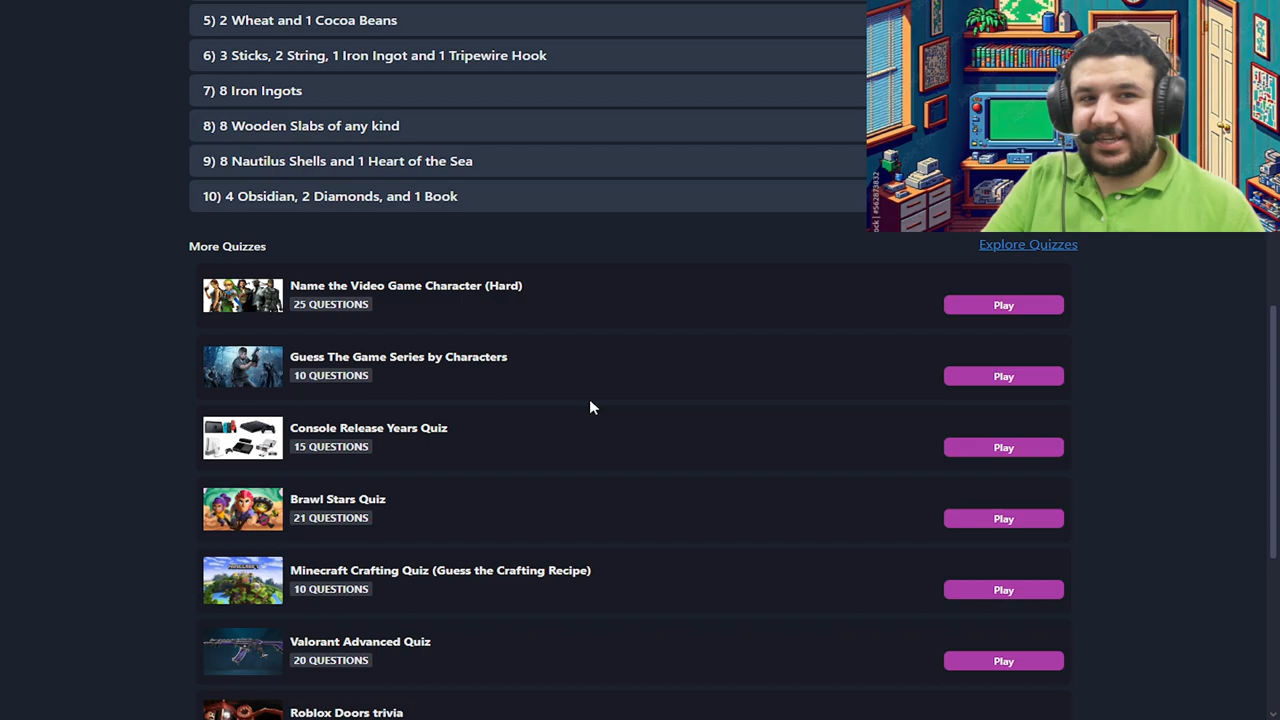 5) 2 Wheat and 1 Cocoa Beans
6) 3 Sticks, 2 String, 1 Iron Ingot and 1 Tripewire Hook
7) 8 Iron Ingots
8) 8 Wooden Slabs of any kind
9) 8 Nautilus Shells and 1 Heart of the Sea
10) 4 Obsidian, 2 Diamonds, and 1 Book
ock | #562873832
More Quizzes
Explore Quizzes
Name the Video Game Character (Hard)
25 QUESTIONS
Play
Guess The Game Series by Characters
10 QUESTIONS
Play
Console Release Years Quiz
15 QUESTIONS
Play
Brawl Stars Quiz
21 QUESTIONS
Play
Minecraft Crafting Quiz (Guess the Crafting Recipe)
10 QUESTIONS
Play
Valorant Advanced Quiz
20 QUESTIONS
Play
Roblox Doors trivia